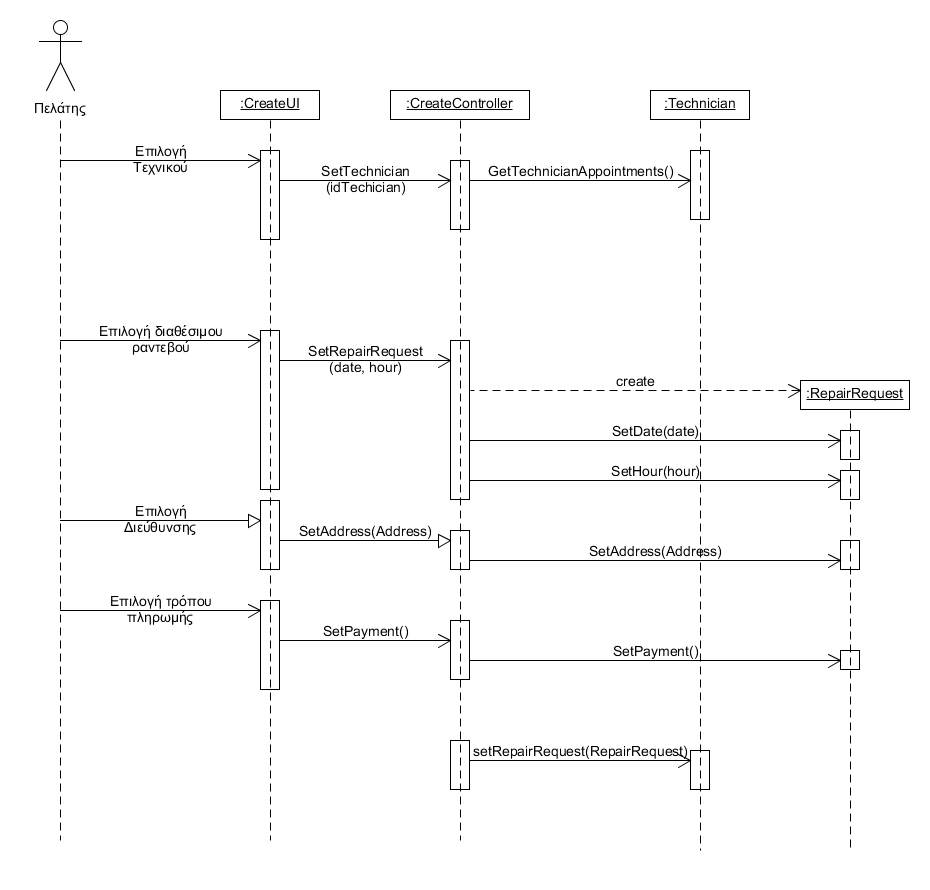 Πελάτης
:CreateUI
:CreateController
:Technician
Επιλογή
Τεχνικού
SetTechnician
(idTechician)
GetTechnicianAppointments()
Επιλογή διαθέσιμου
ραντεβού
SetRepairRequest
(date, hour)
create
:RepairRequest
SetDate(date)
SetHour(hour)
Επιλογή
Διεύθυνσης
SetAddress(Address)
SetAddress(Address)
Επιλογή τρόπου
πληρωμής
SetPayment()
SetPayment()
setRepairRequest(RepairRequest)